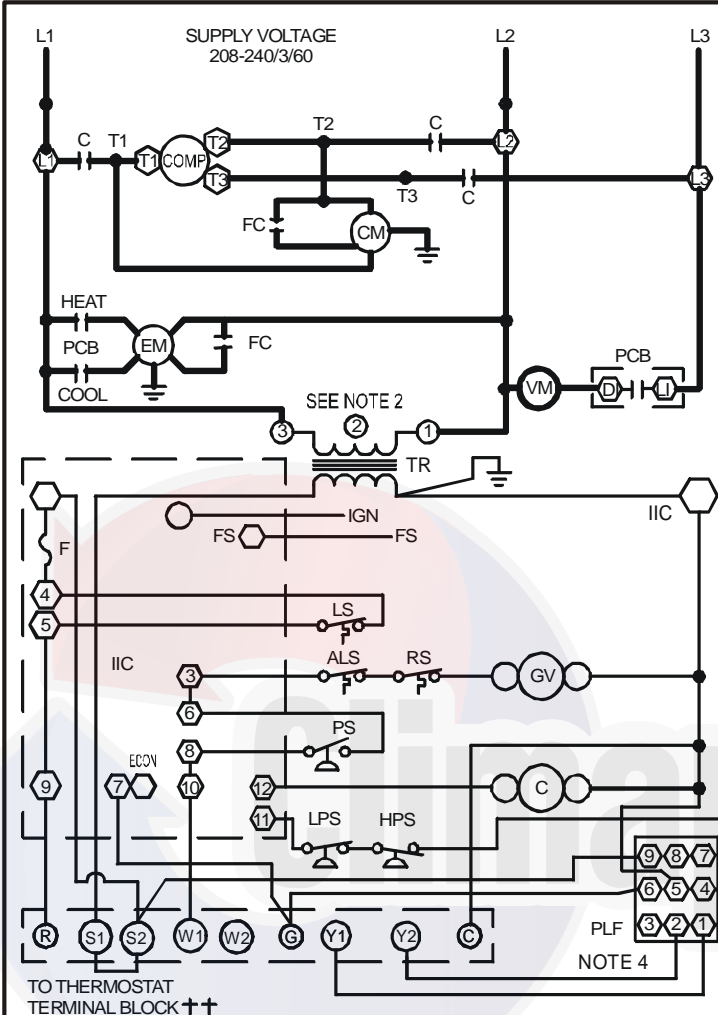 L1
SUPPLY VOLTAGE
208-240/3/60
L2
L3
C
T1
T2
C
L1
T1
COMP
T2
L2
T3
T3
C
L3
FC
CM
HEAT
PCB
COOL
EM
FC
PCB
VM
DI
LI
SEE NOTE 2
3
2
1
TR
IIC
IGN
FS
FS
F
4
LS
5
IIC
3
ALS
RS
GV
6
PS
8
ECON
9
7
10
12
C
11
LPS
HPS
9
8
7
6
5
4
3
2
1
PLF
NOTE 4
R
S1
S2
W1
W2
G
Y1
Y2
C
TO THERMOSTAT
TERMINAL BLOCK ††
Climat